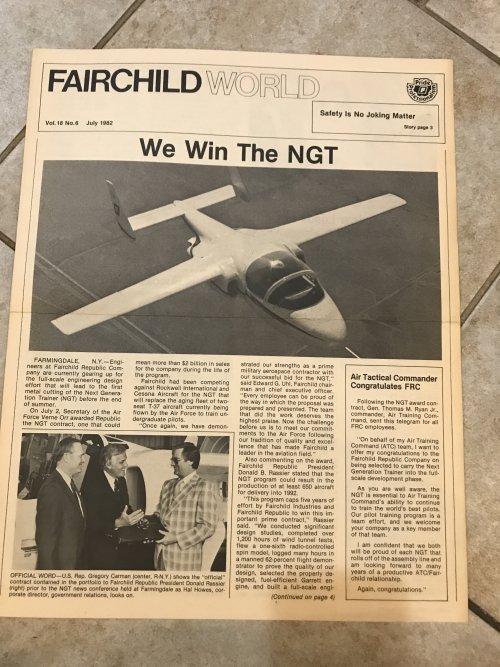 FAIRCHILD WORLD
Pride
Professionalism
Vol.18 No.6 July 1982
Safety Is No Joking Matter
Story page 3
We Win The NGT
FARMINGDALE, N.Y.—Engi-
neers at Fairchild Republic Com-
pany are currently gearing up for
the full-scale engineering design
effort that will lead to the first
metal cutting of the Next Genera-
tion Trainer (NGT) before the end
of summer.
On July 2, Secretary of the Air
Force Verne Orr awarded Republic
the NGT contract, one that could
mean more than $2 billion in sales
for the company during the life of
the program.
Fairchild had been competing
against Rockwell International and
Cessna Aircraft for the NGT that
will replace the aging fleet of two-
seat T-37 aircraft currently being
flown by the Air Force to train un-
dergraduate pilots.
"Once again, we have demon-
strated our strengths as a prime
military aerospace contractor with
our successful bid for the NGT,"
said Edward G. Uhl, Fairchild chair-
man and chief executive officer.
"Every employee can be proud of
the way in which the proposal was
prepared and presented. The team
that did the work deserves the
highest praise. Now the challenge
before us is to meet our commit-
ments to the Air Force following
our tradition of quality and excel-
lence that has made Fairchild a
leader in the aviation field."
Also commenting on the award,
Fairchild Republic President
Donald B. Rassier stated that the
NGT program could result in the
production of at least 650 aircraft
for delivery into 1992.
"This program caps five years of
effort by Fairchild Industries and
Fairchild Republic to win this im-
portant prime contract," Rassier
said. "We conducted significant
design studies, completed over
1,200 hours of wind tunnel tests,
flew a one-sixth radio-controlled
spin model, logged many hours in
a manned 62-percent flight demon-
strator to prove the quality of our
design, selected the properly de-
signed, fuel-efficient Garrett en-
gine, and built a full-scale engi-
(Continued on page 4)
Air Tactical Commander
Congratulates FRC
Following the NGT award con-
tract, Gen. Thomas M. Ryan Jr.,
commander, Air Training Com-
mand, sent this telegram for all
FRC employees.
"On behalf of my Air Training
Command (ATC) team, I want to
offer my congratulations to the
Fairchild Republic Company on
being selected to carry the Next
Generation Trainer into the full-
scale development phase.
As you are well aware, the
NGT is essential to Air Training
Command's ability to continue
to train the world's best pilots.
Our pilot training program is a
team effort, and we welcome
your company as a key member
of that team.
I am confident that we both
will be proud of each NGT that
rolls off of the assembly line and
am looking forward to many
years of a productive ATC/Fair-
child relationship.
Again, congratulations."
OFFICIAL WORD—U.S. Rep. Gregory Carman (center, R-N.Y.) shows the "official"
contract contained in the portfolio to Fairchild Republic President Donald Rassier
(right) prior to the NGT news conference held at Farmingdale as Hal Howes, cor-
porate director, government relations, looks on.